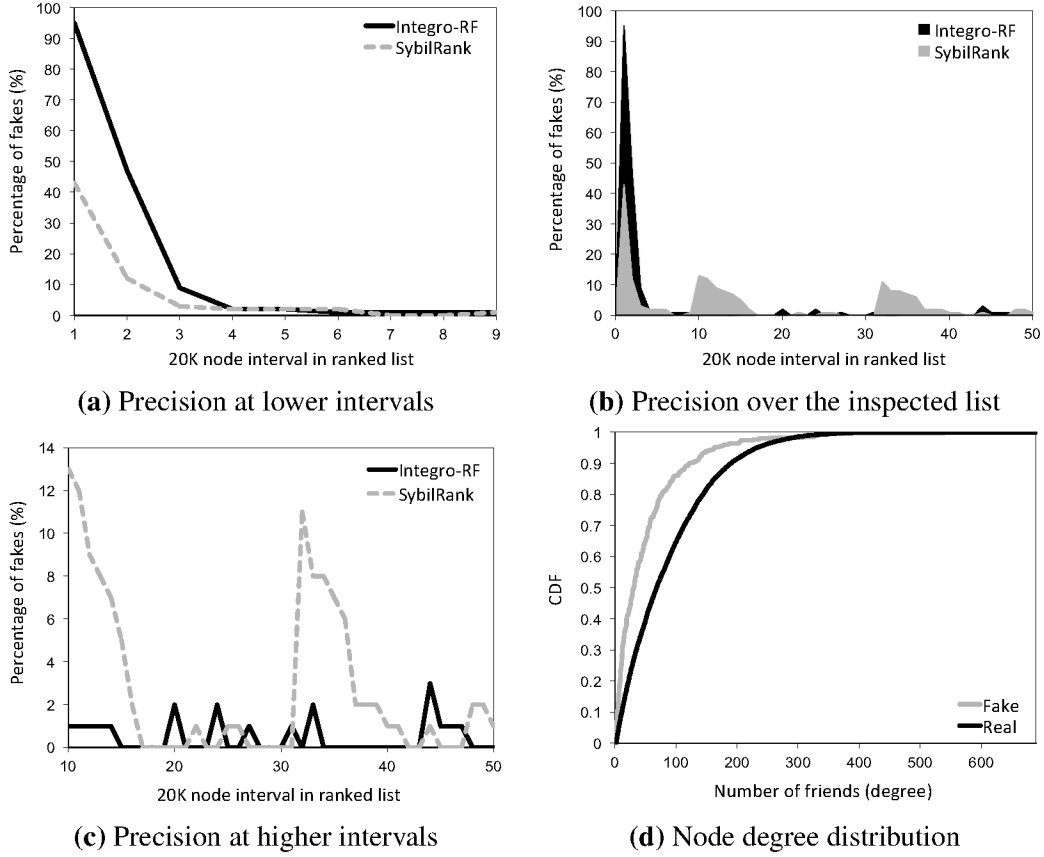 100
90
80
70
60
50
40
30
20
10
0
Percentage of fakes (%)
Integro-RF
SybilRank
1 2 3 4 5 6 7 8 9
20K node interval in ranked list
(a) Precision at lower intervals
100
90
80
70
60
50
40
30
20
10
0
Percentage of fakes (%)
Integro-RF
SybilRank
0 10 20 30 40 50
20K node interval in ranked list
(b) Precision over the inspected list
14
12
10
8
6
4
2
0
Percentage of fakes (%)
Integro-RF
SybilRank
10 20 30 40 50
20K node interval in ranked list
(c) Precision at higher intervals
1
0.9
0.8
0.7
0.6
0.5
0.4
0.3
0.2
0.1
0
CDF
Fake
Real
0 100 200 300 400 500 600
Number of friends (degree)
(d) Node degree distribution